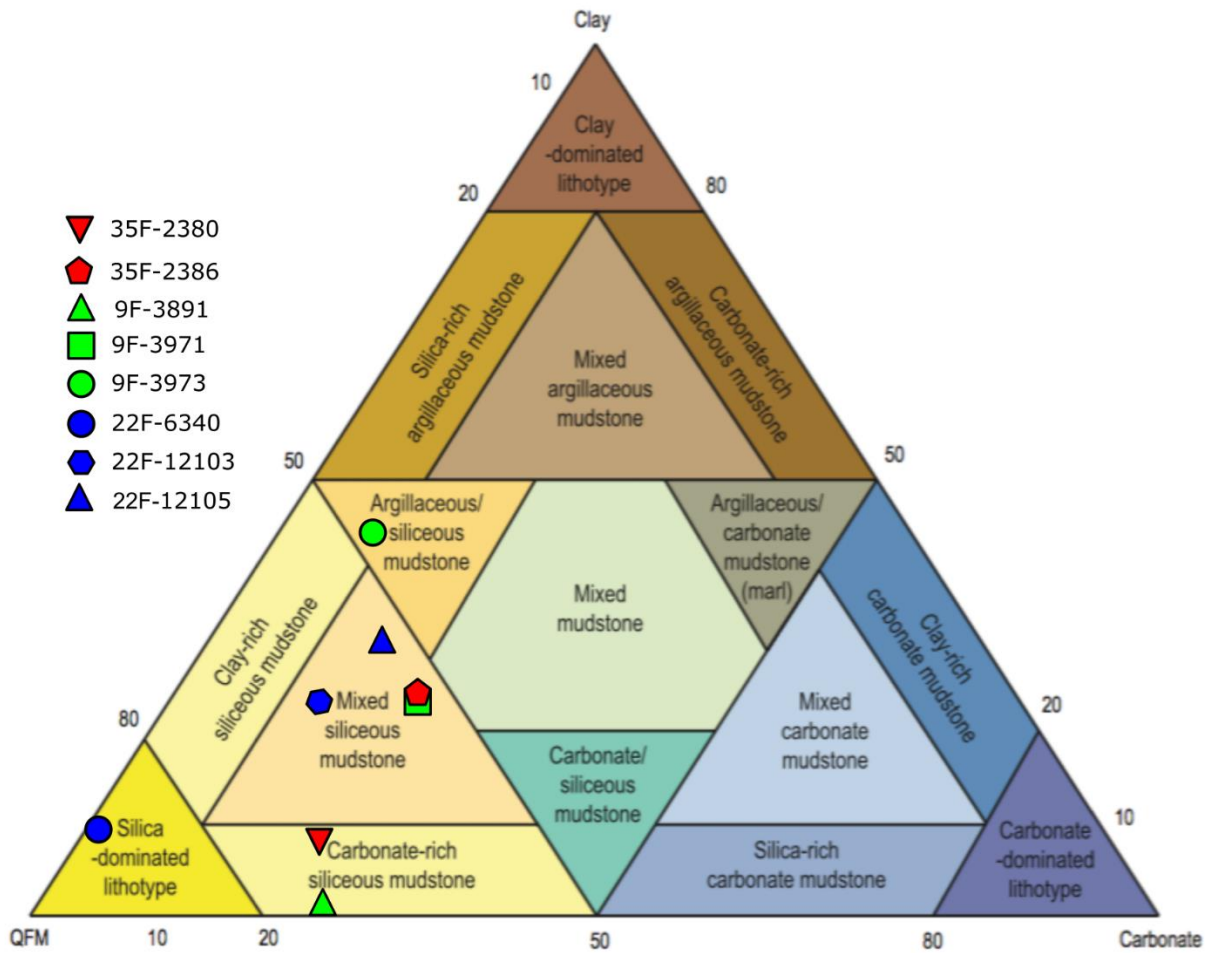 Clay
10
Clay
-dominated
lithotype
80
20
35F-2380
35F-2386
9F-3891
9F-3971
9F-3973
22F-6340
22F-12103
22F-12105
Silica-rich
argillaceous mudstone
Carbonate-rich
argillaceous mudstone
Mixed
argillaceous
mudstone
50
50
Argillaceous/
siliceous
mudstone
Argillaceous/
carbonate
mudstone
(marl)
Mixed
mudstone
Clay-rich
siliceous mudstone
Clay-rich
carbonate mudstone
Mixed
siliceous
mudstone
Mixed
carbonate
mudstone
80
20
Carbonate/
siliceous
mudstone
Silica
-dominated
lithotype
Carbonate-rich
siliceous mudstone
Silica-rich
carbonate mudstone
Carbonate
-dominated
lithotype
10
QFM
10
20
50
80
Carbonate